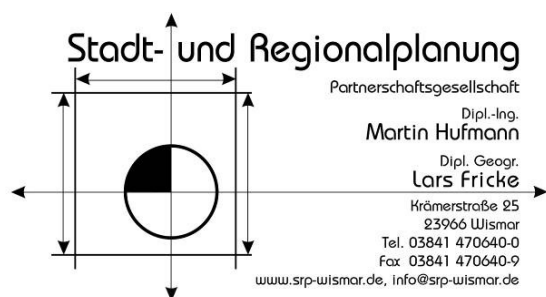 Stadt- und Regionalplanung
Partnerschaftsgesellschaft
Dipl.-Ing.
Martin Hufmann
Dipl. Geogr.
Lars Fricke
Krämerstraße 25
23966 Wismar
Tel. 03841 470640-0
Fax 03841 470640-9
www.srp-wismar.de, info@srp-wismar.de